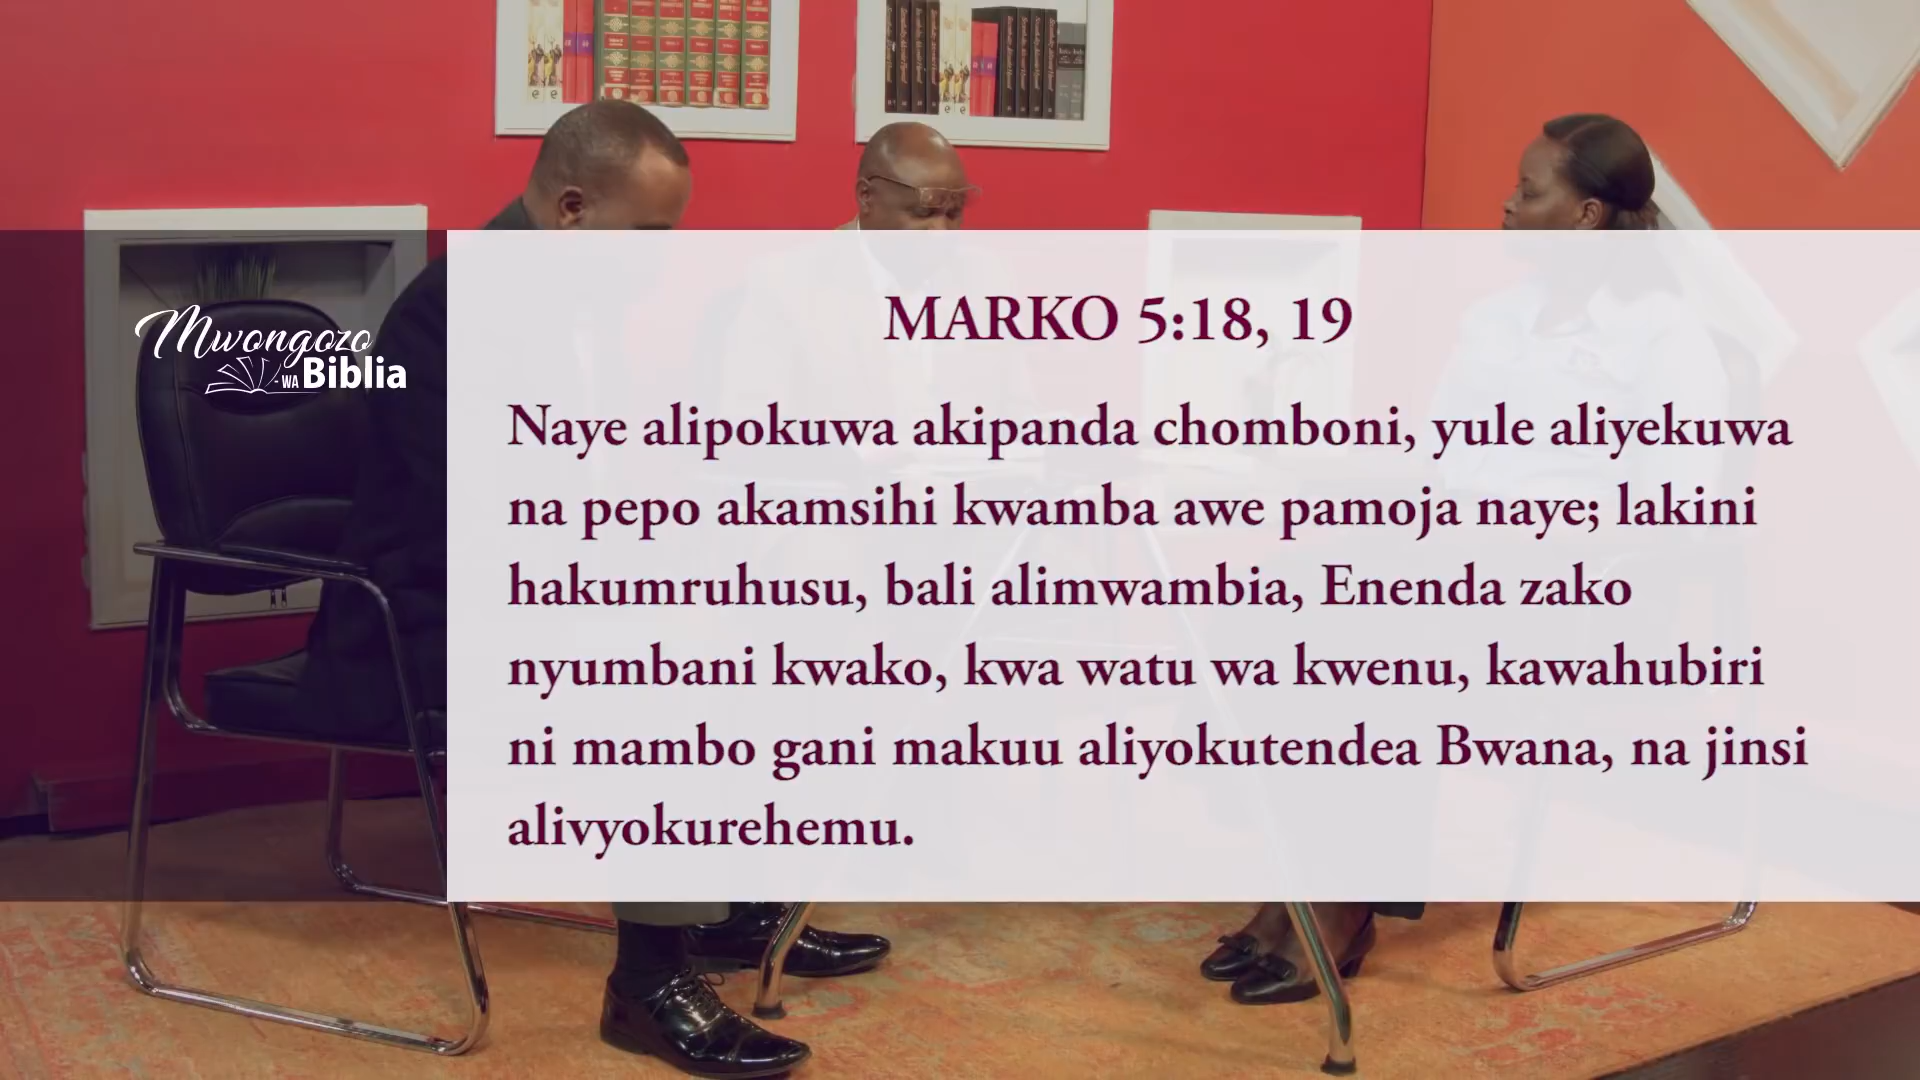 Mwongozo
- WA Biblia
MARKO 5:18, 19
Naye alipokuwa akipanda chomboni, yule aliyekuwa
na pepo akamsihi kwamba awe pamoja naye; lakini
hakumruhusu, bali alimwambia, Enenda zako
nyumbani kwako, kwa watu wa kwenu, kawahubiri
ni mambo gani makuu aliyokutendea Bwana, na jinsi
alivyokurehemu.